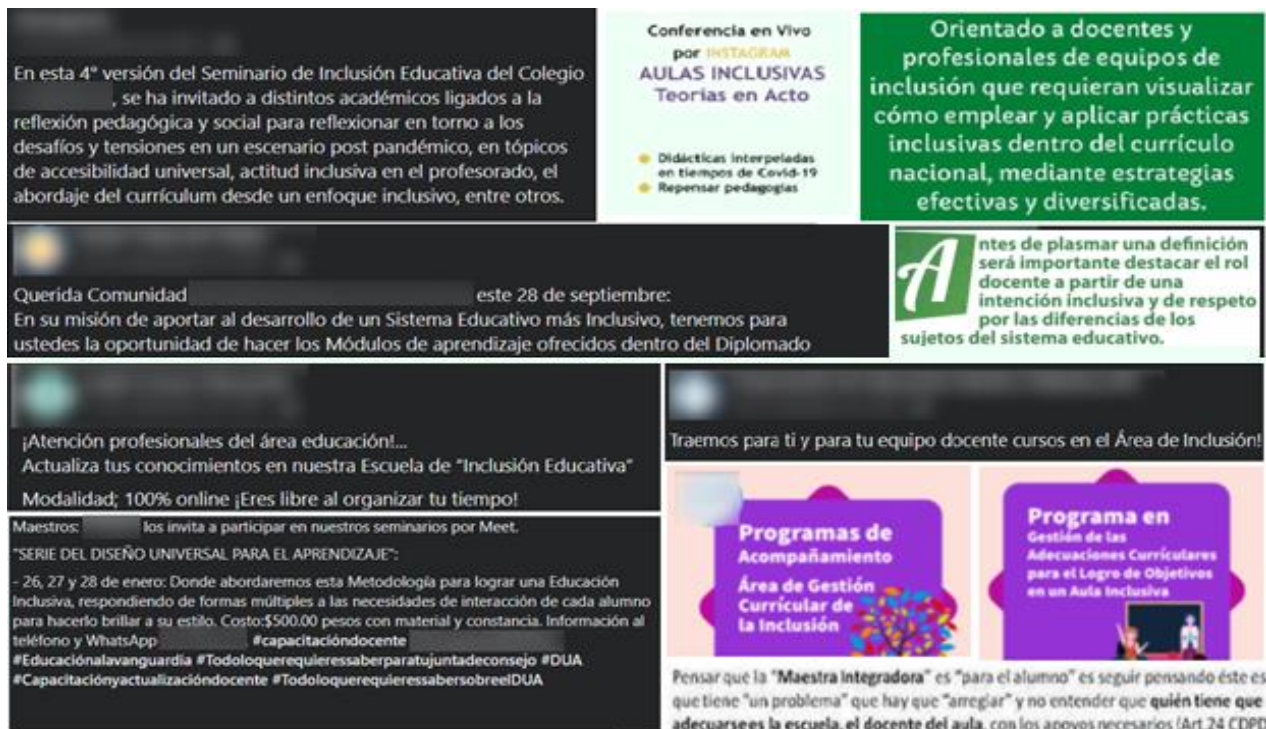 En esta 4° versión del Seminario de Inclusión Educativa del Colegio
, se ha invitado a distintos académicos ligados a la
reflexión pedagógica y social para reflexionar en torno a los
desafíos y tensiones en un escenario post pandémico, en tópicos
de accesibilidad universal, actitud inclusiva en el profesorado, el
abordaje del currículum desde un enfoque inclusivo, entre otros.
Conferencia en Vivo
por INSTAGRAM
AULAS INCLUSIVAS
Teorías en Acto
Didácticas interpeladas
en tiempos de Covid-19
Repensar pedagogías
Orientado a docentes y
profesionales de equipos de
inclusión que requieran visualizar
cómo emplear y aplicar prácticas
inclusivas dentro del currículo
nacional, mediante estrategias
efectivas y diversificadas.
Querida Comunidad este 28 de septiembre:
En su misión de aportar al desarrollo de un Sistema Educativo más Inclusivo, tenemos para
ustedes la oportunidad de hacer los Módulos de aprendizaje ofrecidos dentro del Diplomado
Antes de plasmar una definición
será importante destacar el rol
docente a partir de una
intención inclusiva y de respeto
por las diferencias de los
sujetos del sistema educativo.
¡Atención profesionales del área educación!...
Actualiza tus conocimientos en nuestra Escuela de "Inclusión Educativa"
Modalidad; 100% online ¡Eres libre al organizar tu tiempo!
Maestros: los invita a participar en nuestros seminarios por Meet.
"SERIE DEL DISEÑO UNIVERSAL PARA EL APRENDIZAJE":
- 26, 27 y 28 de enero: Donde abordaremos esta Metodología para lograr una Educación
Inclusiva, respondiendo de formas múltiples a las necesidades de interacción de cada alumno
para hacerlo brillar a su estilo. Costo:$500.00 pesos con material y constancia. Información al
teléfono y WhatsApp #capacitacióndocente
#Educaciónalavanguardia #Todoloquerequieressaberparatujuntadeconsejo #DUA
#Capacitaciónyactualizacióndocente #TodoloquerequieressabersobreelDUA
Traemos para ti y para tu equipo docente cursos en el Área de Inclusión!
Programas de
Acompañamiento
Área de Gestión
Currícular de
la Inclusión
Programa en
Gestión de las
Adecuaciones Currículares
para el Logro de Objetivos
en un Aula Inclusiva
Pensar que la "Maestra Integradora" es "para el alumno" es seguir pensando éste es
que tiene "un problema" que hay que "arreglar" y no entender que quién tiene que
adecuarse es la escuela, el docente del aula, con los apoyos necesarios (Art 24 CDPD